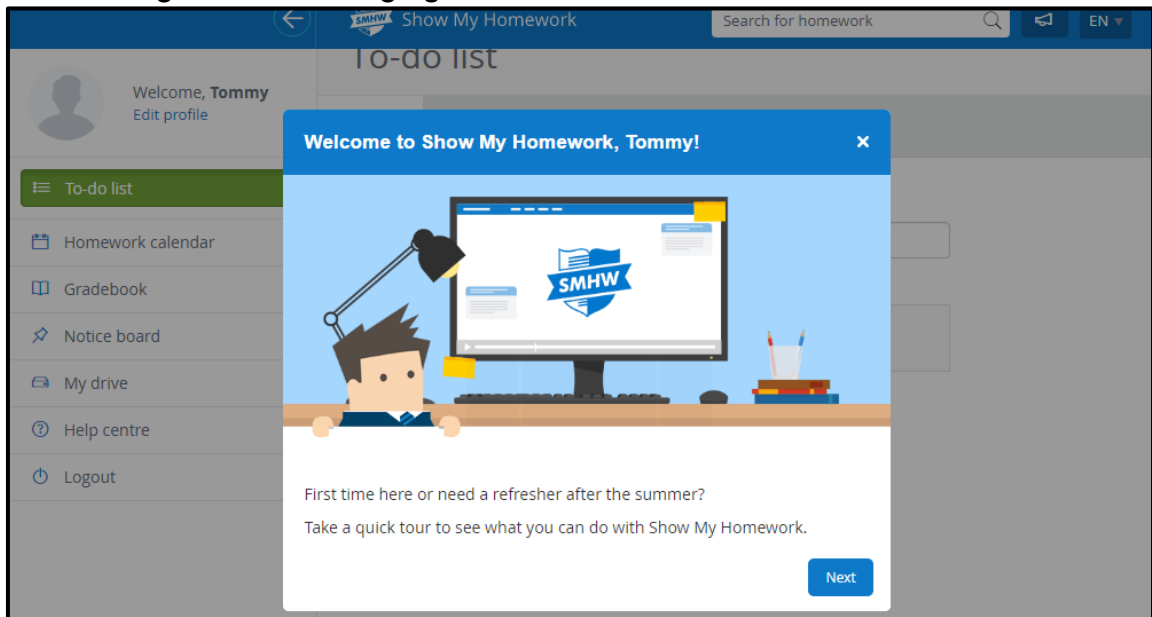 Show My Homework
Search for homework
EN
To-do list
Welcome, Tommy
Edit profile
Welcome to Show My Homework, Tommy!
To-do list
Homework calendar
Gradebook
Notice board
My drive
Help centre
Logout
SMHW
First time here or need a refresher after the summer?
Take a quick tour to see what you can do with Show My Homework.
Next